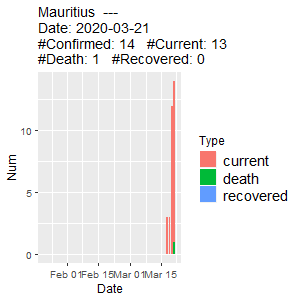 Mauritius ---
Date: 2020-03-21
#Confirmed: 14 #Current: 13
#Death: 1 #Recovered: 0
Num
10
5
0
Feb 01 Feb 15 Mar 01 Mar 15
Date
Type
current
death
recovered